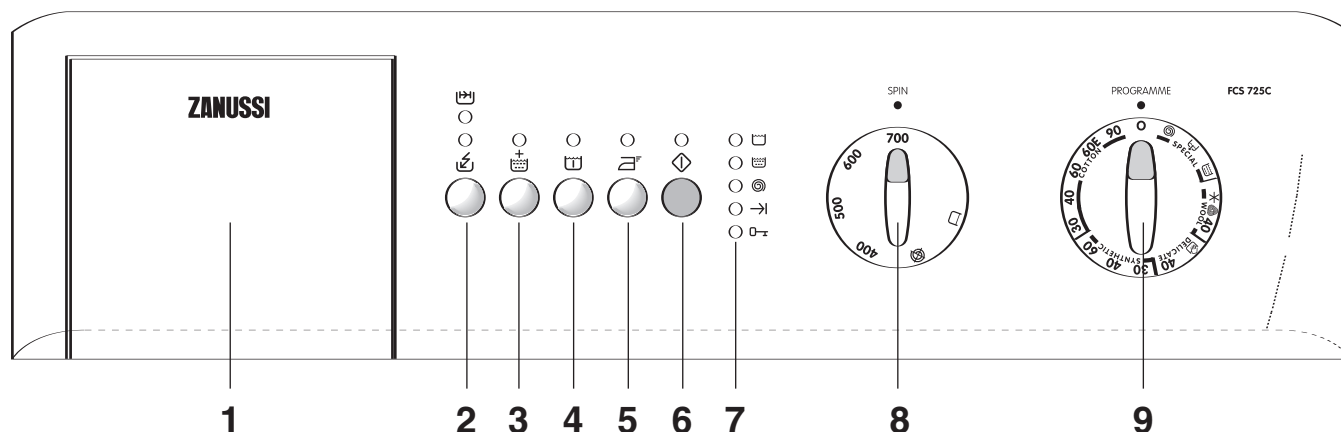 ZANUSSI
SPIN
700
600
500
400
PROGRAMME
FCS 725C
O
SPECIAL
WOOL
40
DELICATE
40
30
SYNTHETIC
40
60
30
40
60
COTTON
60E
90
1 2 3 4 5 6 7 8 9